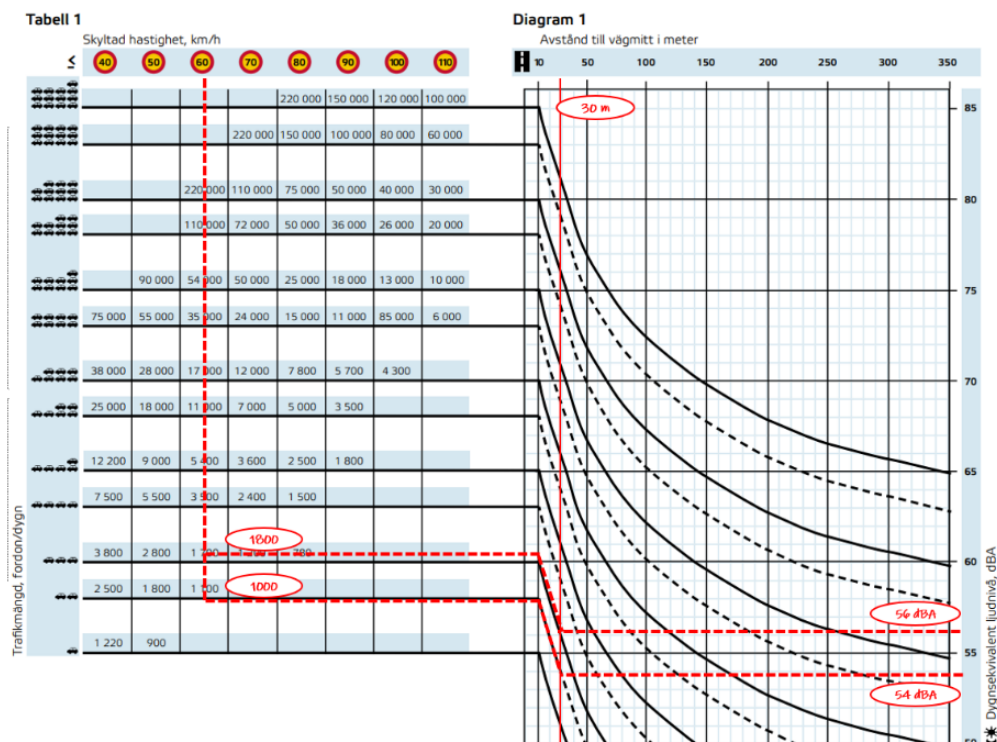 Tabell 1
Diagram 1
Skyltad hastighet, km/h
Avstånd till vägmitt i meter
≤ 40 50 60 70 80 90 100 110
10 50 100 150 200 250 300 350
220 000 150 000 120 000 100 000
85
30 m
220 000 150 000 100 000 80 000 60 000
220 000 110 000 75 000 50 000 40 000 30 000
80
110 000 72 000 50 000 36 000 26 000 20 000
90 000 54 000 50 000 25 000 18 000 13 000 10 000
75
75 000 55 000 35 000 24 000 15 000 11 000 85 000 6 000
38 000 28 000 17 000 12 000 7 800 5 700 4 300
70
25 000 18 000 11 000 7 000 5 000 3 500
12 200 9 000 5 400 3 600 2 500 1 800
65
7 500 5 500 3 500 2 400 1 500
1800
3 800 2 800 1 700 780
60
1000
2 500 1 800 1 100
56 dBA
1 220 900
55
54 dBA
50
Trafikmängd, fordon/dygn
Dygnsekvivalent ljudnivå, dBA